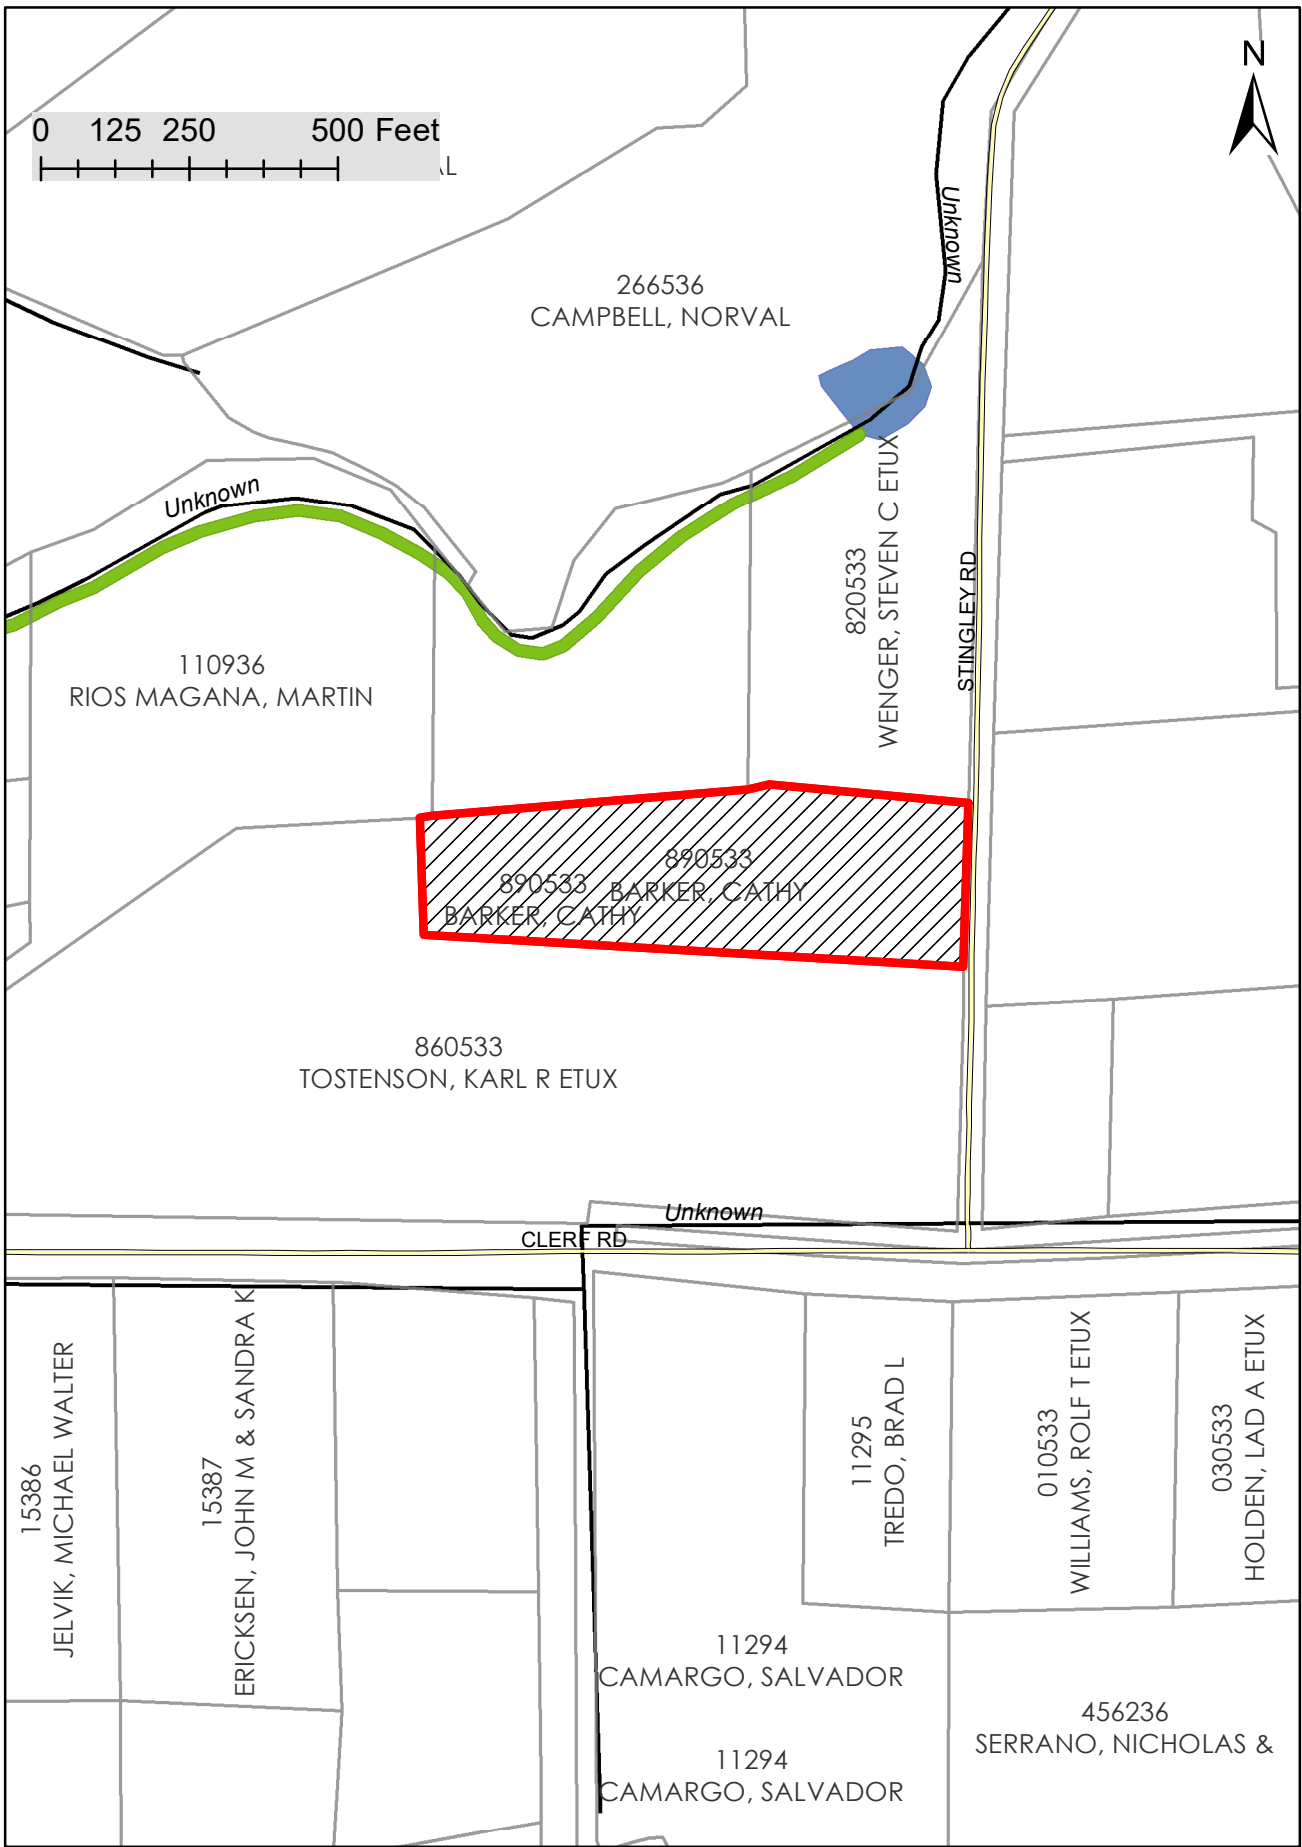 N
0 125 250 500 Feet
AL
Unknown
266536
CAMPBELL, NORVAL
Unknown
820533
WENGER, STEVEN C ETUX
STINGLEY RD
110936
RIOS MAGANA, MARTIN
890533
BARKER, CATHY
890533
BARKER, CATHY
860533
TOSTENSON, KARL R ETUX
Unknown
CLERF RD
15386
JELVIK, MICHAEL WALTER
15387
ERICKSEN, JOHN M & SANDRA K
11295
TREDO, BRAD L
010533
WILLIAMS, ROLF T ETUX
030533
HOLDEN, LAD A ETUX
11294
CAMARGO, SALVADOR
456236
SERRANO, NICHOLAS &
11294
CAMARGO, SALVADOR